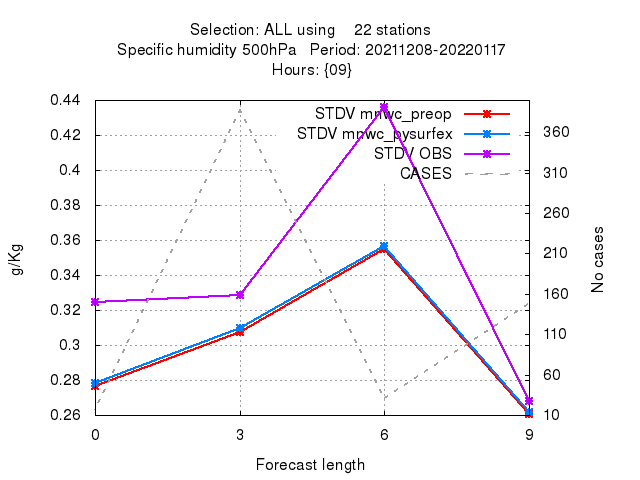 Selection: ALL using 22 stations
Specific humidity 500hPa Period: 20211208-20220117
Hours: {09}
0.44
0.42
0.4
0.38
0.36
0.34
0.32
0.3
0.28
0.26
g/Kg
STDV mnwc_preop
STDV mnwc_pysurfex
STDV OBS
CASES
360
310
260
210
160
110
60
10
No cases
0 3 6 9
Forecast length